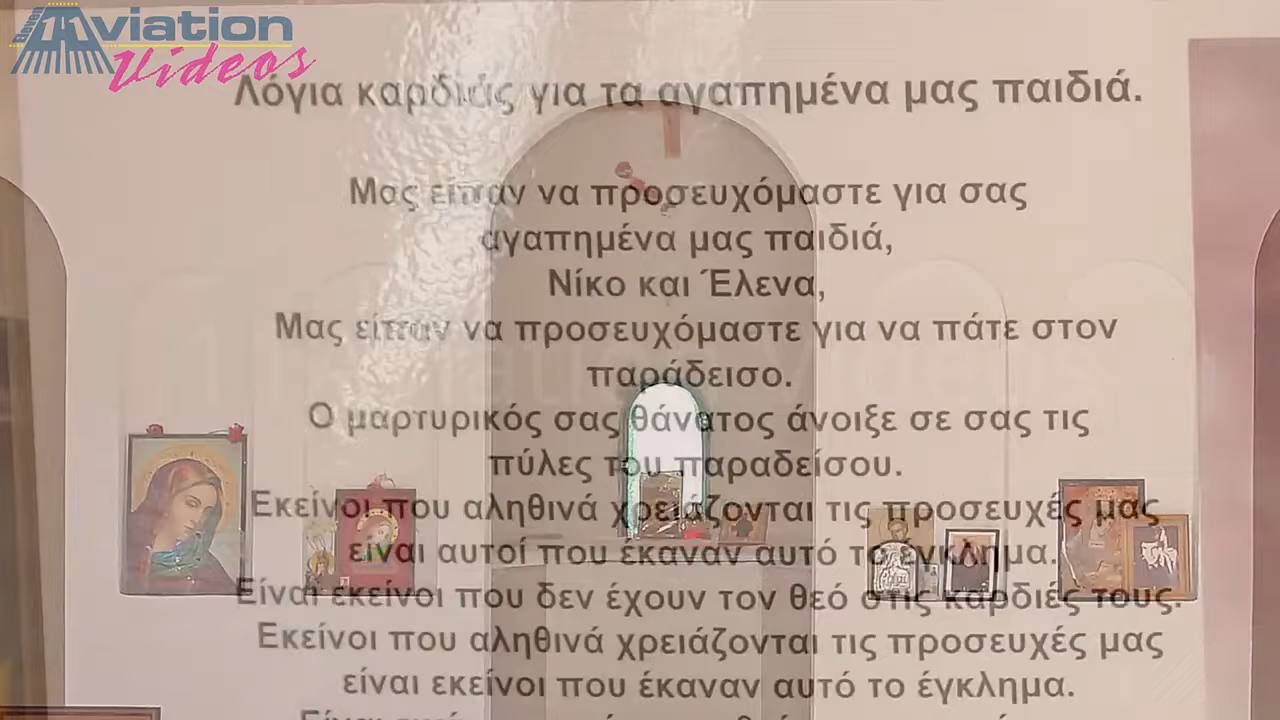 Aviation
Videos
Λόγια καρδιάς για τα αγαπημένα μας παιδιά.
Μας είπαν να προσευχόμαστε για σας
αγαπημένα μας παιδιά,
Νίκο και Έλενα,
Μας είπαν να προσευχόμαστε για να πάτε στον
παράδεισο.
Ο μαρτυρικός σας θάνατος άνοιξε σε σας τις
πύλες του παραδείσου.
Εκείνοι που αληθινά χρειάζονται τις προσευχές μας
είναι αυτοί που έκαναν αυτό το έγκλημα.
Είναι εκείνοι που δεν έχουν τον θεό στις καρδιές τους.
Εκείνοι που αληθινά χρειάζονται τις προσευχές μας
είναι εκείνοι που έκαναν αυτό το έγκλημα.